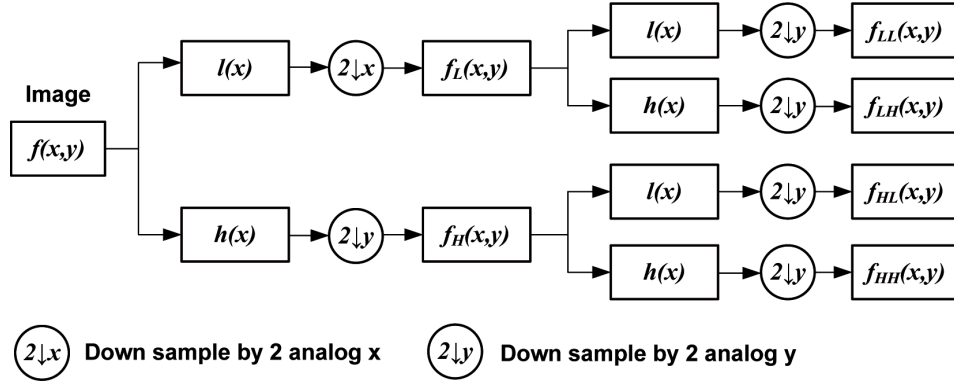 Image
f(x,y)
l(x)
2↓x
f_L(x,y)
l(x)
2↓y
f_LL(x,y)
h(x)
2↓y
f_LH(x,y)
h(x)
2↓y
f_H(x,y)
l(x)
2↓y
f_HL(x,y)
h(x)
2↓y
f_HH(x,y)
2↓x Down sample by 2 analog x
2↓y Down sample by 2 analog y